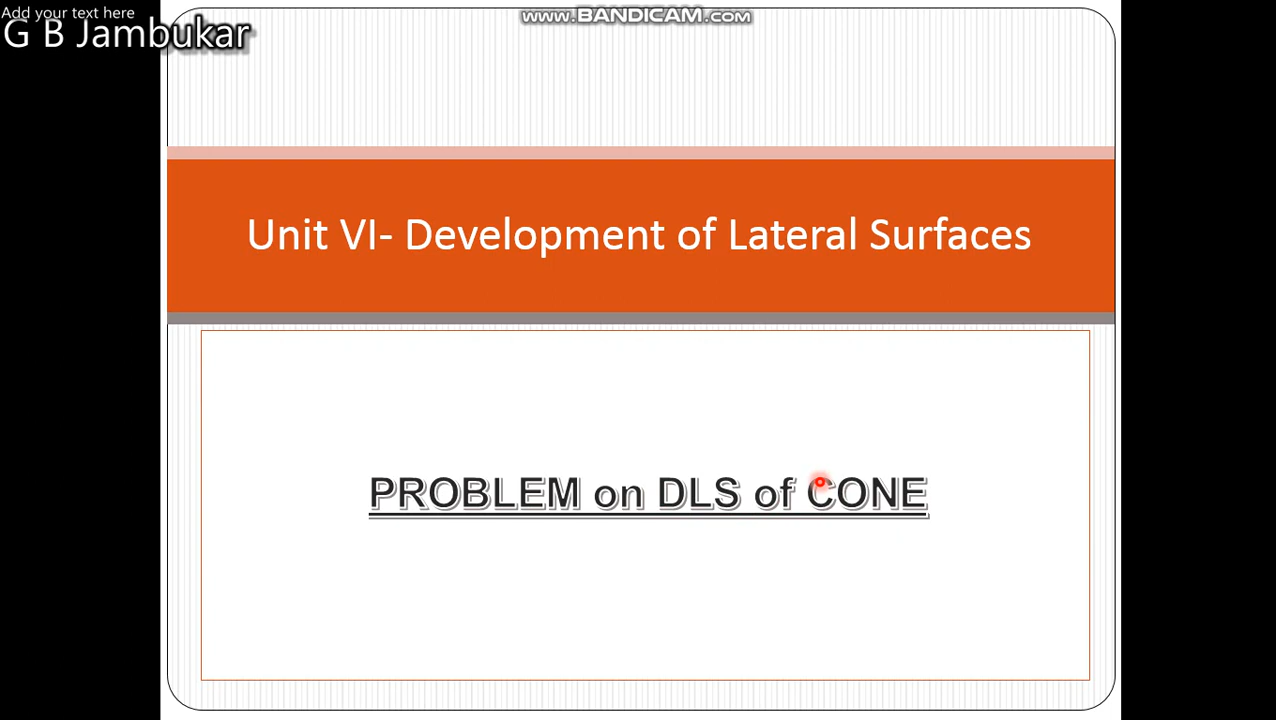 Add your text here
G B Jambukar
www.BANDICAM.com
Unit VI- Development of Lateral Surfaces
PROBLEM on DLS of CONE